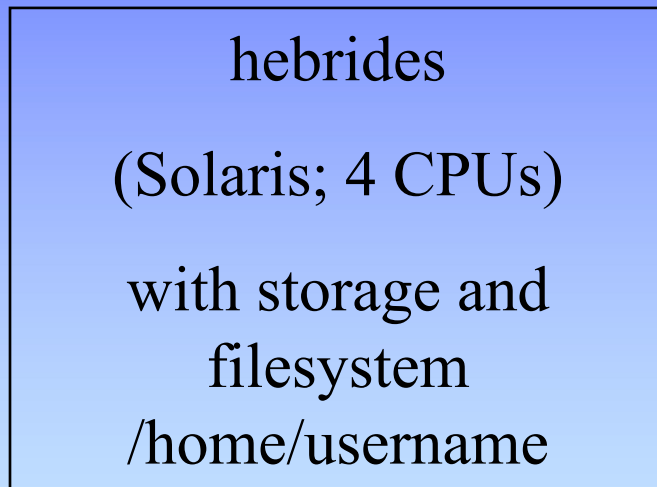 hebrides
(Solaris; 4 CPUs)
with storage and
filesystem
/home/username